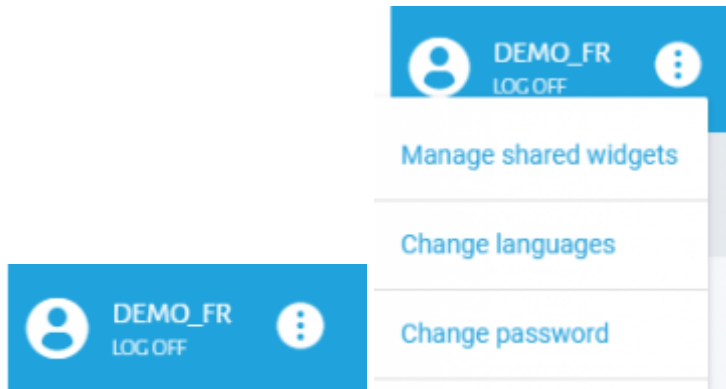 DEMO_FR
LOG OFF
DEMO_FR
LOG OFF
Manage shared widgets
Change languages
Change password